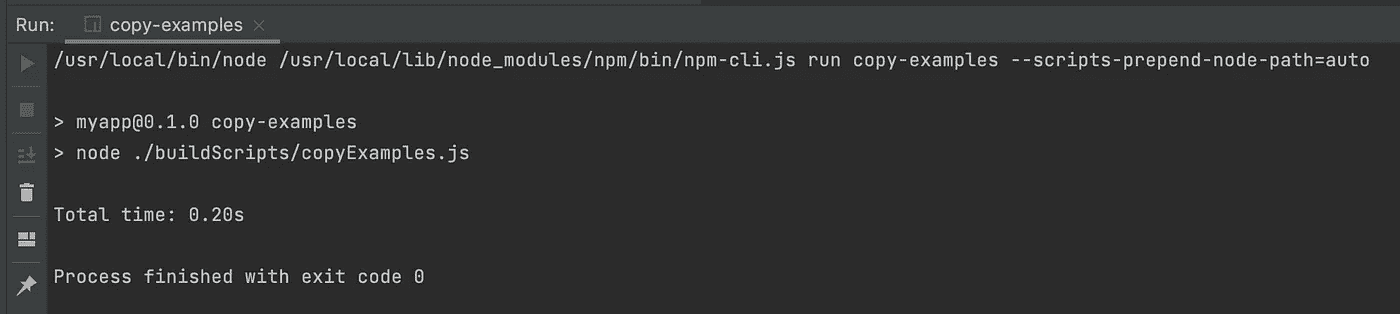 Run: copy-examples
/usr/local/bin/node /usr/local/lib/node_modules/npm/bin/npm-cli.js run copy-examples --scripts-prepend-node-path=auto
> myapp@0.1.0 copy-examples
> node ./buildScripts/copyExamples.js
Total time: 0.20s
Process finished with exit code 0